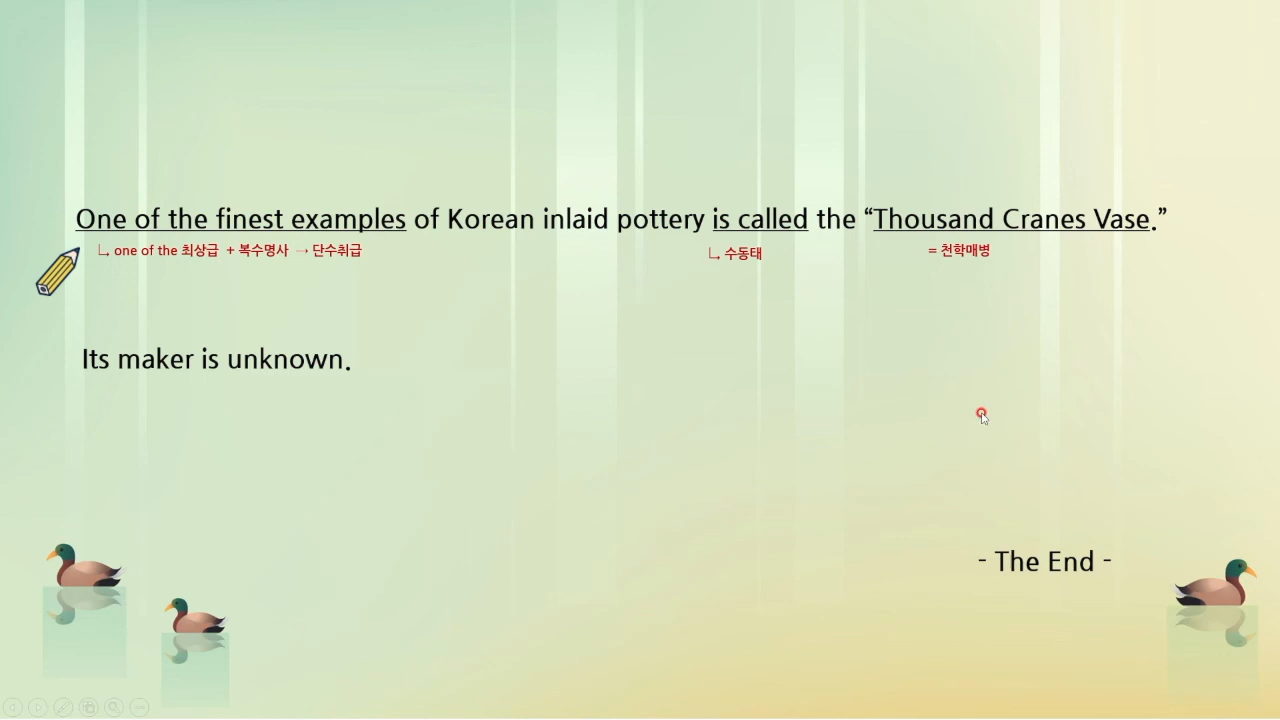 One of the finest examples of Korean inlaid pottery is called the “Thousand Cranes Vase.”
one of the 최상급 + 복수명사 → 단수취급
수동태
= 천학매병
Its maker is unknown.
- The End -